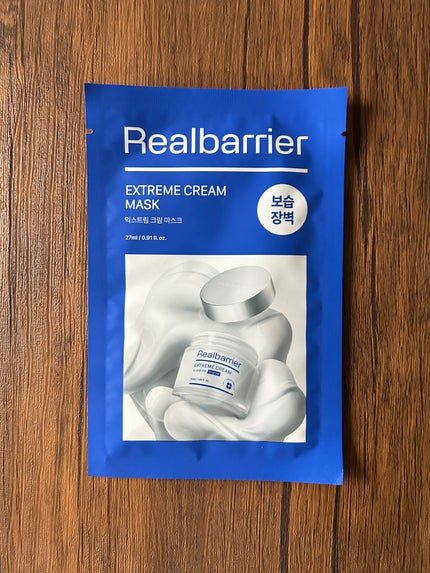 Realbarrier
EXTREME CREAM
MASK
익스트림 크림 마스크
27ml / 0.91 fl. oz.
보습
장벽
Realbarrier
EXTREME CREAM